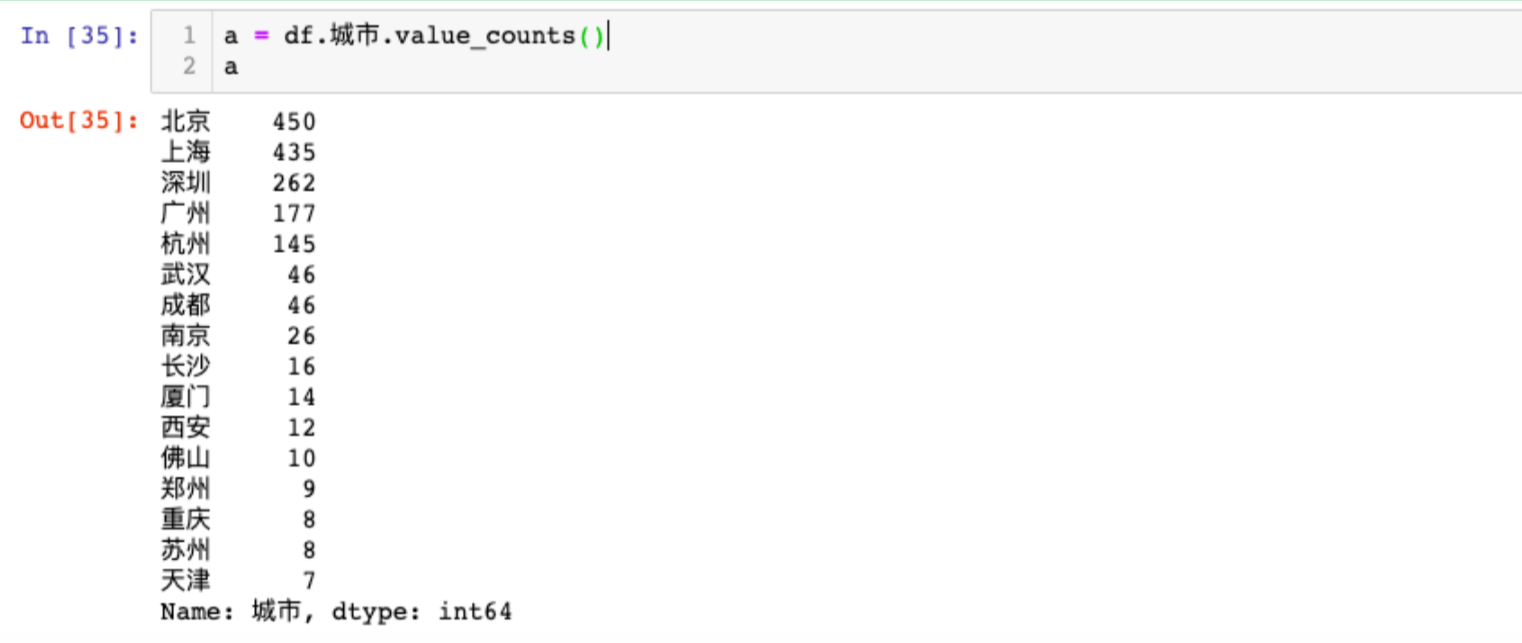 In [35]: 1 a = df.城市.value_counts()
2 a
Out[35]: 北京 450
上海 435
深圳 262
广州 177
杭州 145
武汉 46
成都 46
南京 26
长沙 16
厦门 14
西安 12
佛山 10
郑州 9
重庆 8
苏州 8
天津 7
Name: 城市, dtype: int64